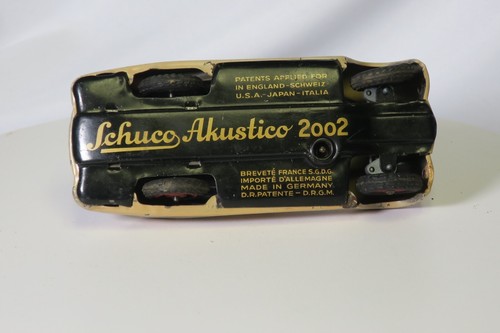 PATENTS APPLIED FOR
IN ENGLAND-SCHWEIZ-
U.S.A.-JAPAN-ITALIA
Schuco Akustico 2002
BREVETÉ FRANCE S.G.D.G.
IMPORTÉ D'ALLEMAGNE
MADE IN GERMANY
D.R.PATENTE-D.R.G.M.